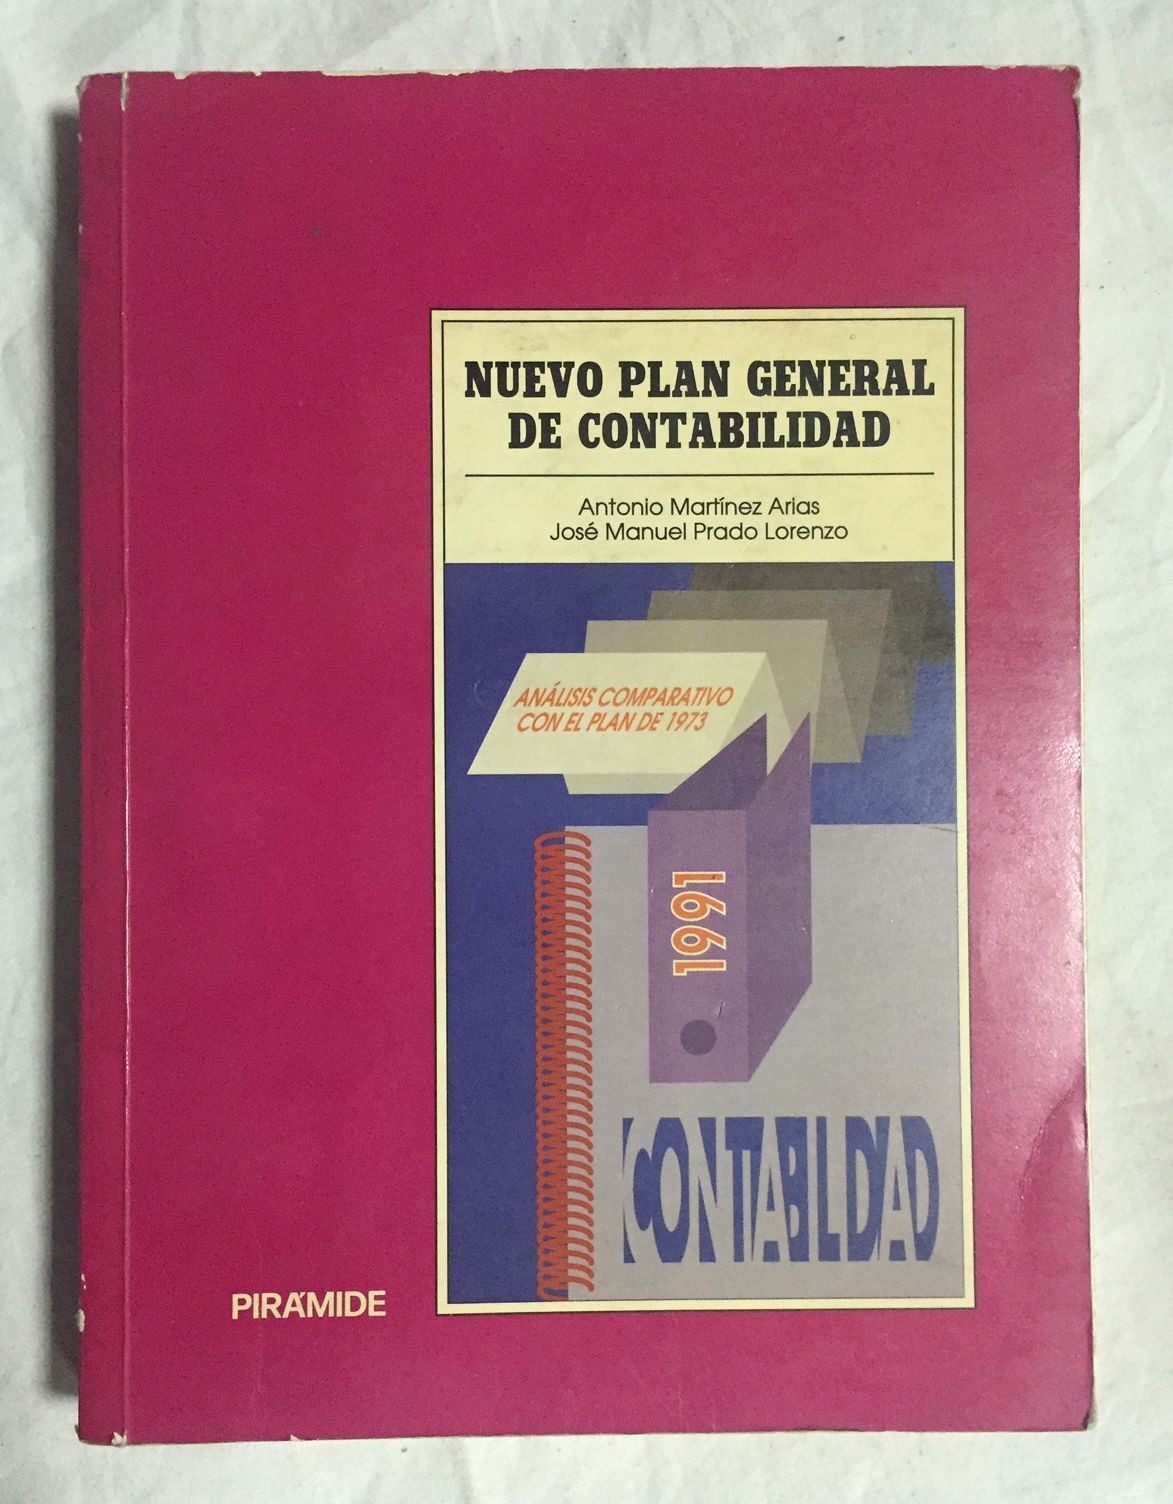 NUEVO PLAN GENERAL
DE CONTABILIDAD
Antonio Martínez Arias
José Manuel Prado Lorenzo
ANÁLISIS COMPARATIVO
CON EL PLAN DE 1973
1991
CONTABILIDAD
PIRÁMIDE